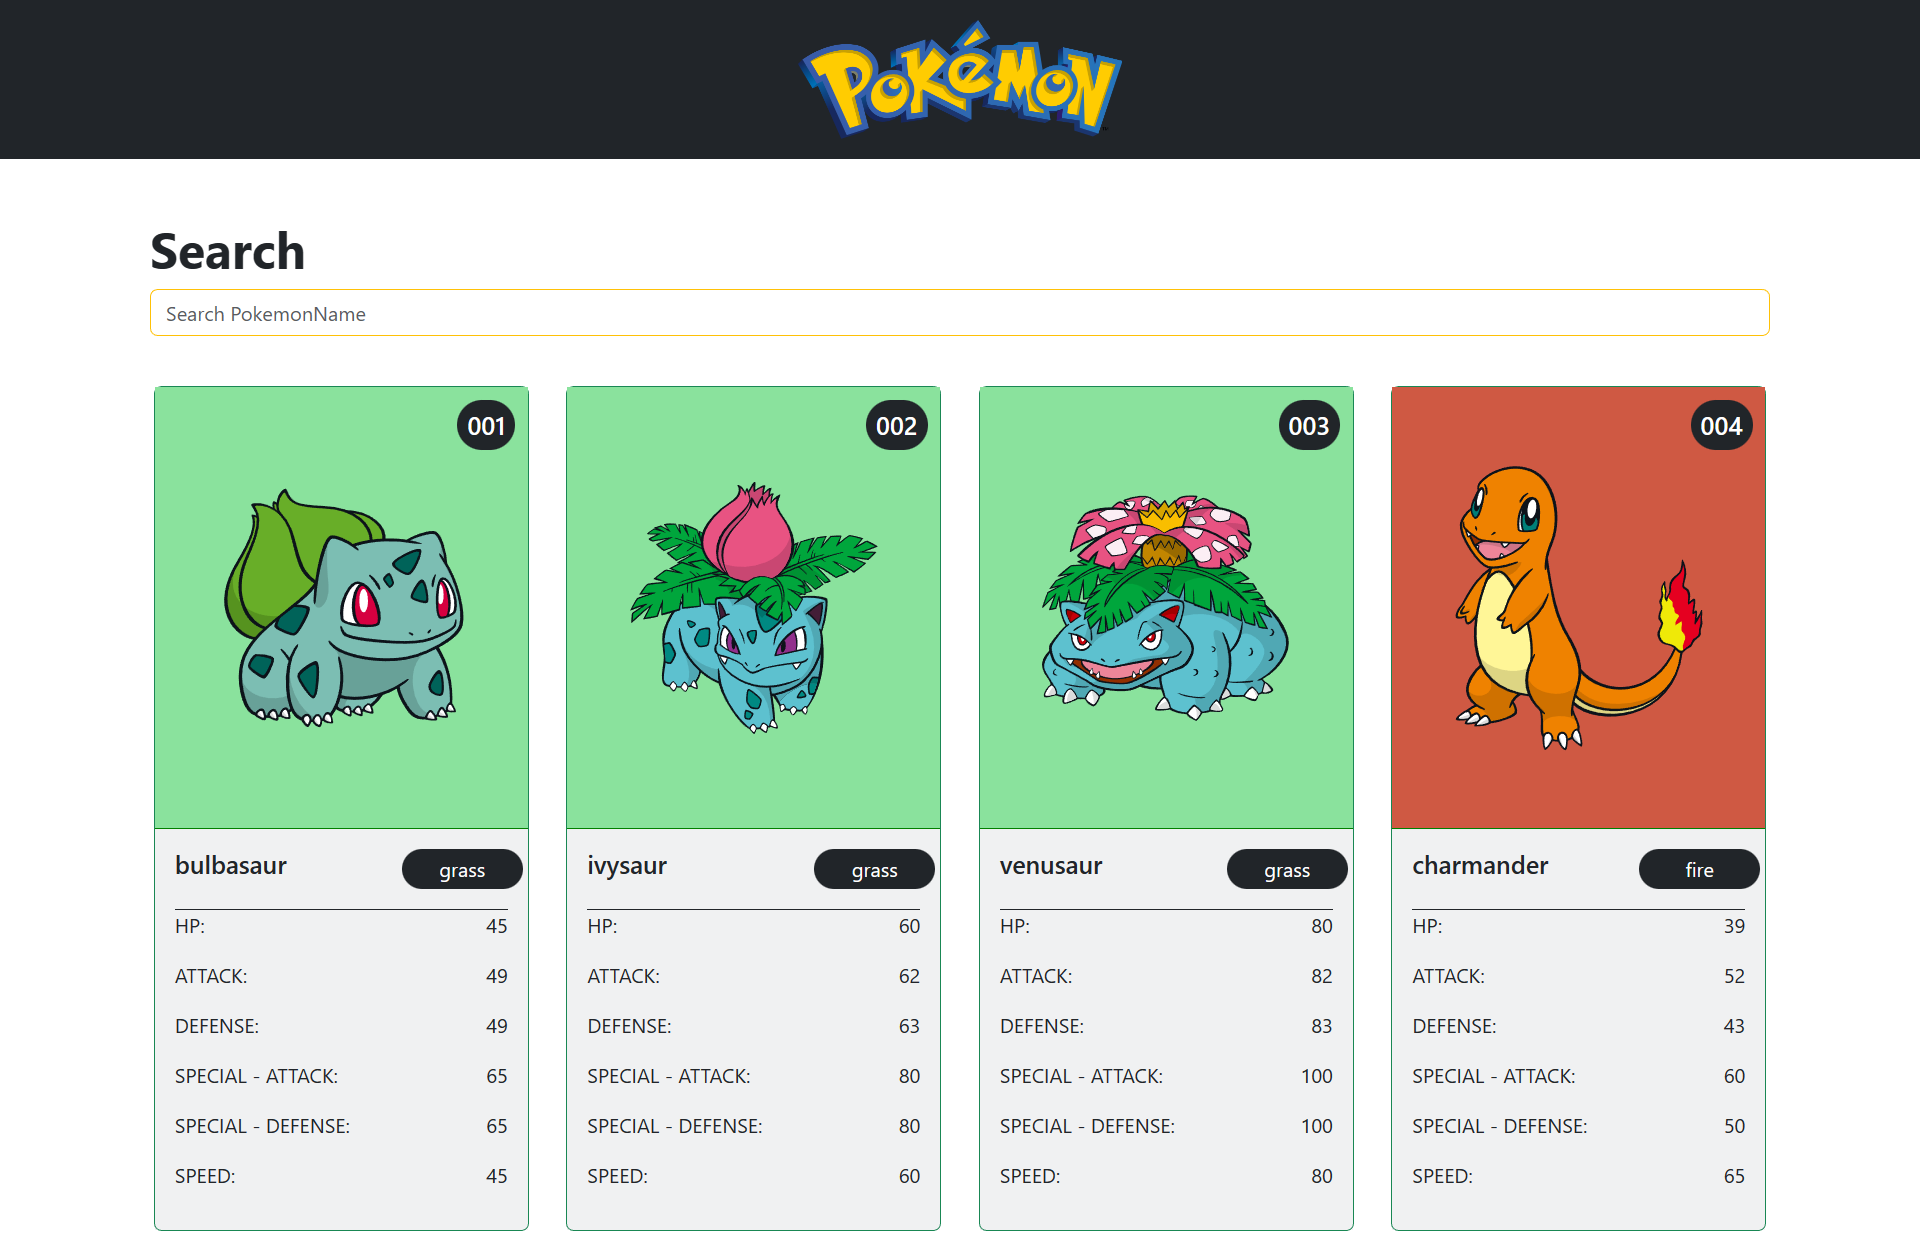 POKéMON
Search
Search PokemonName
001
002
003
004
bulbasaur grass
HP: 45
ATTACK: 49
DEFENSE: 49
SPECIAL - ATTACK: 65
SPECIAL - DEFENSE: 65
SPEED: 45
ivysaur grass
HP: 60
ATTACK: 62
DEFENSE: 63
SPECIAL - ATTACK: 80
SPECIAL - DEFENSE: 80
SPEED: 60
venusaur grass
HP: 80
ATTACK: 82
DEFENSE: 83
SPECIAL - ATTACK: 100
SPECIAL - DEFENSE: 100
SPEED: 80
charmander fire
HP: 39
ATTACK: 52
DEFENSE: 43
SPECIAL - ATTACK: 60
SPECIAL - DEFENSE: 50
SPEED: 65